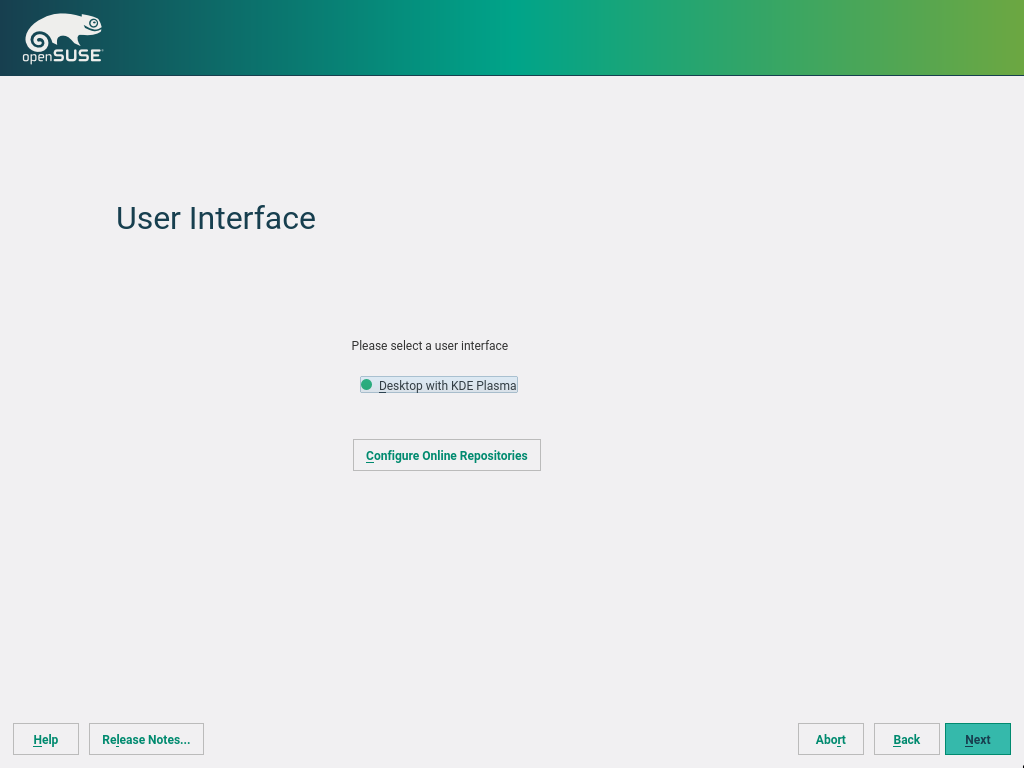 openSUSE
User Interface
Please select a user interface
Desktop with KDE Plasma
Configure Online Repositories
Help
Release Notes...
Abort
Back
Next